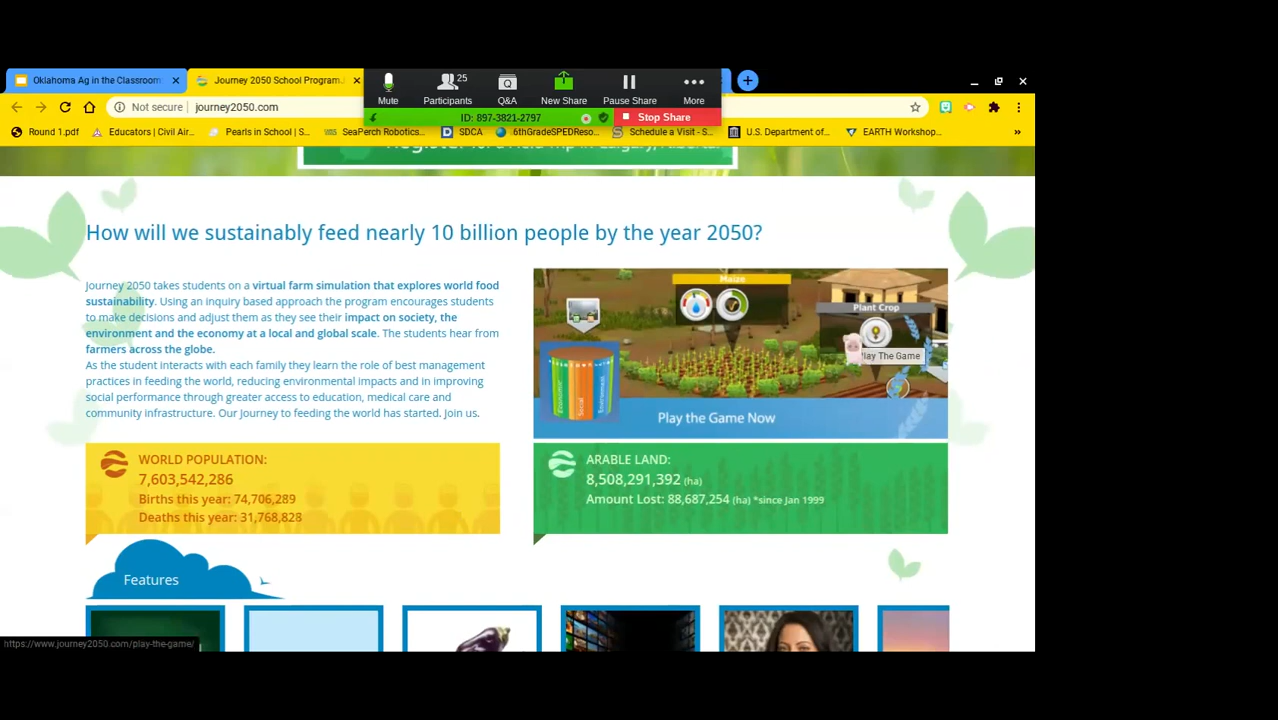 Oklahoma Ag in the Classroom
Journey 2050 School Program
25
Mute
Participants
Q&A
New Share
Pause Share
More
ID: 897-3821-2797
Stop Share
Not secure
journey2050.com
Round 1.pdf
Educators | Civil Air...
Pearls in School | S...
SeaPerch Robotics...
SDCA
6thGradeSPEDReso...
Schedule a Visit - S...
U.S. Department of...
EARTH Workshop...
»
Register for a Field Trip in Calgary, Alberta!
How will we sustainably feed nearly 10 billion people by the year 2050?
Journey 2050 takes students on a virtual farm simulation that explores world food
sustainability. Using an inquiry based approach the program encourages students
to make decisions and adjust them as they see their impact on society, the
environment and the economy at a local and global scale. The students hear from
farmers across the globe.
As the student interacts with each family they learn the role of best management
practices in feeding the world, reducing environmental impacts and in improving
social performance through greater access to education, medical care and
community infrastructure. Our Journey to feeding the world has started. Join us.
Maize
Plant Crop
Play The Game
Economic
Social
Environment
Play the Game Now
WORLD POPULATION:
7,603,542,286
Births this year: 74,706,289
Deaths this year: 31,768,828
ARABLE LAND:
8,508,291,392 (ha)
Amount Lost: 88,687,254 (ha) *since Jan 1999
Features
https://www.journey2050.com/play-the-game/